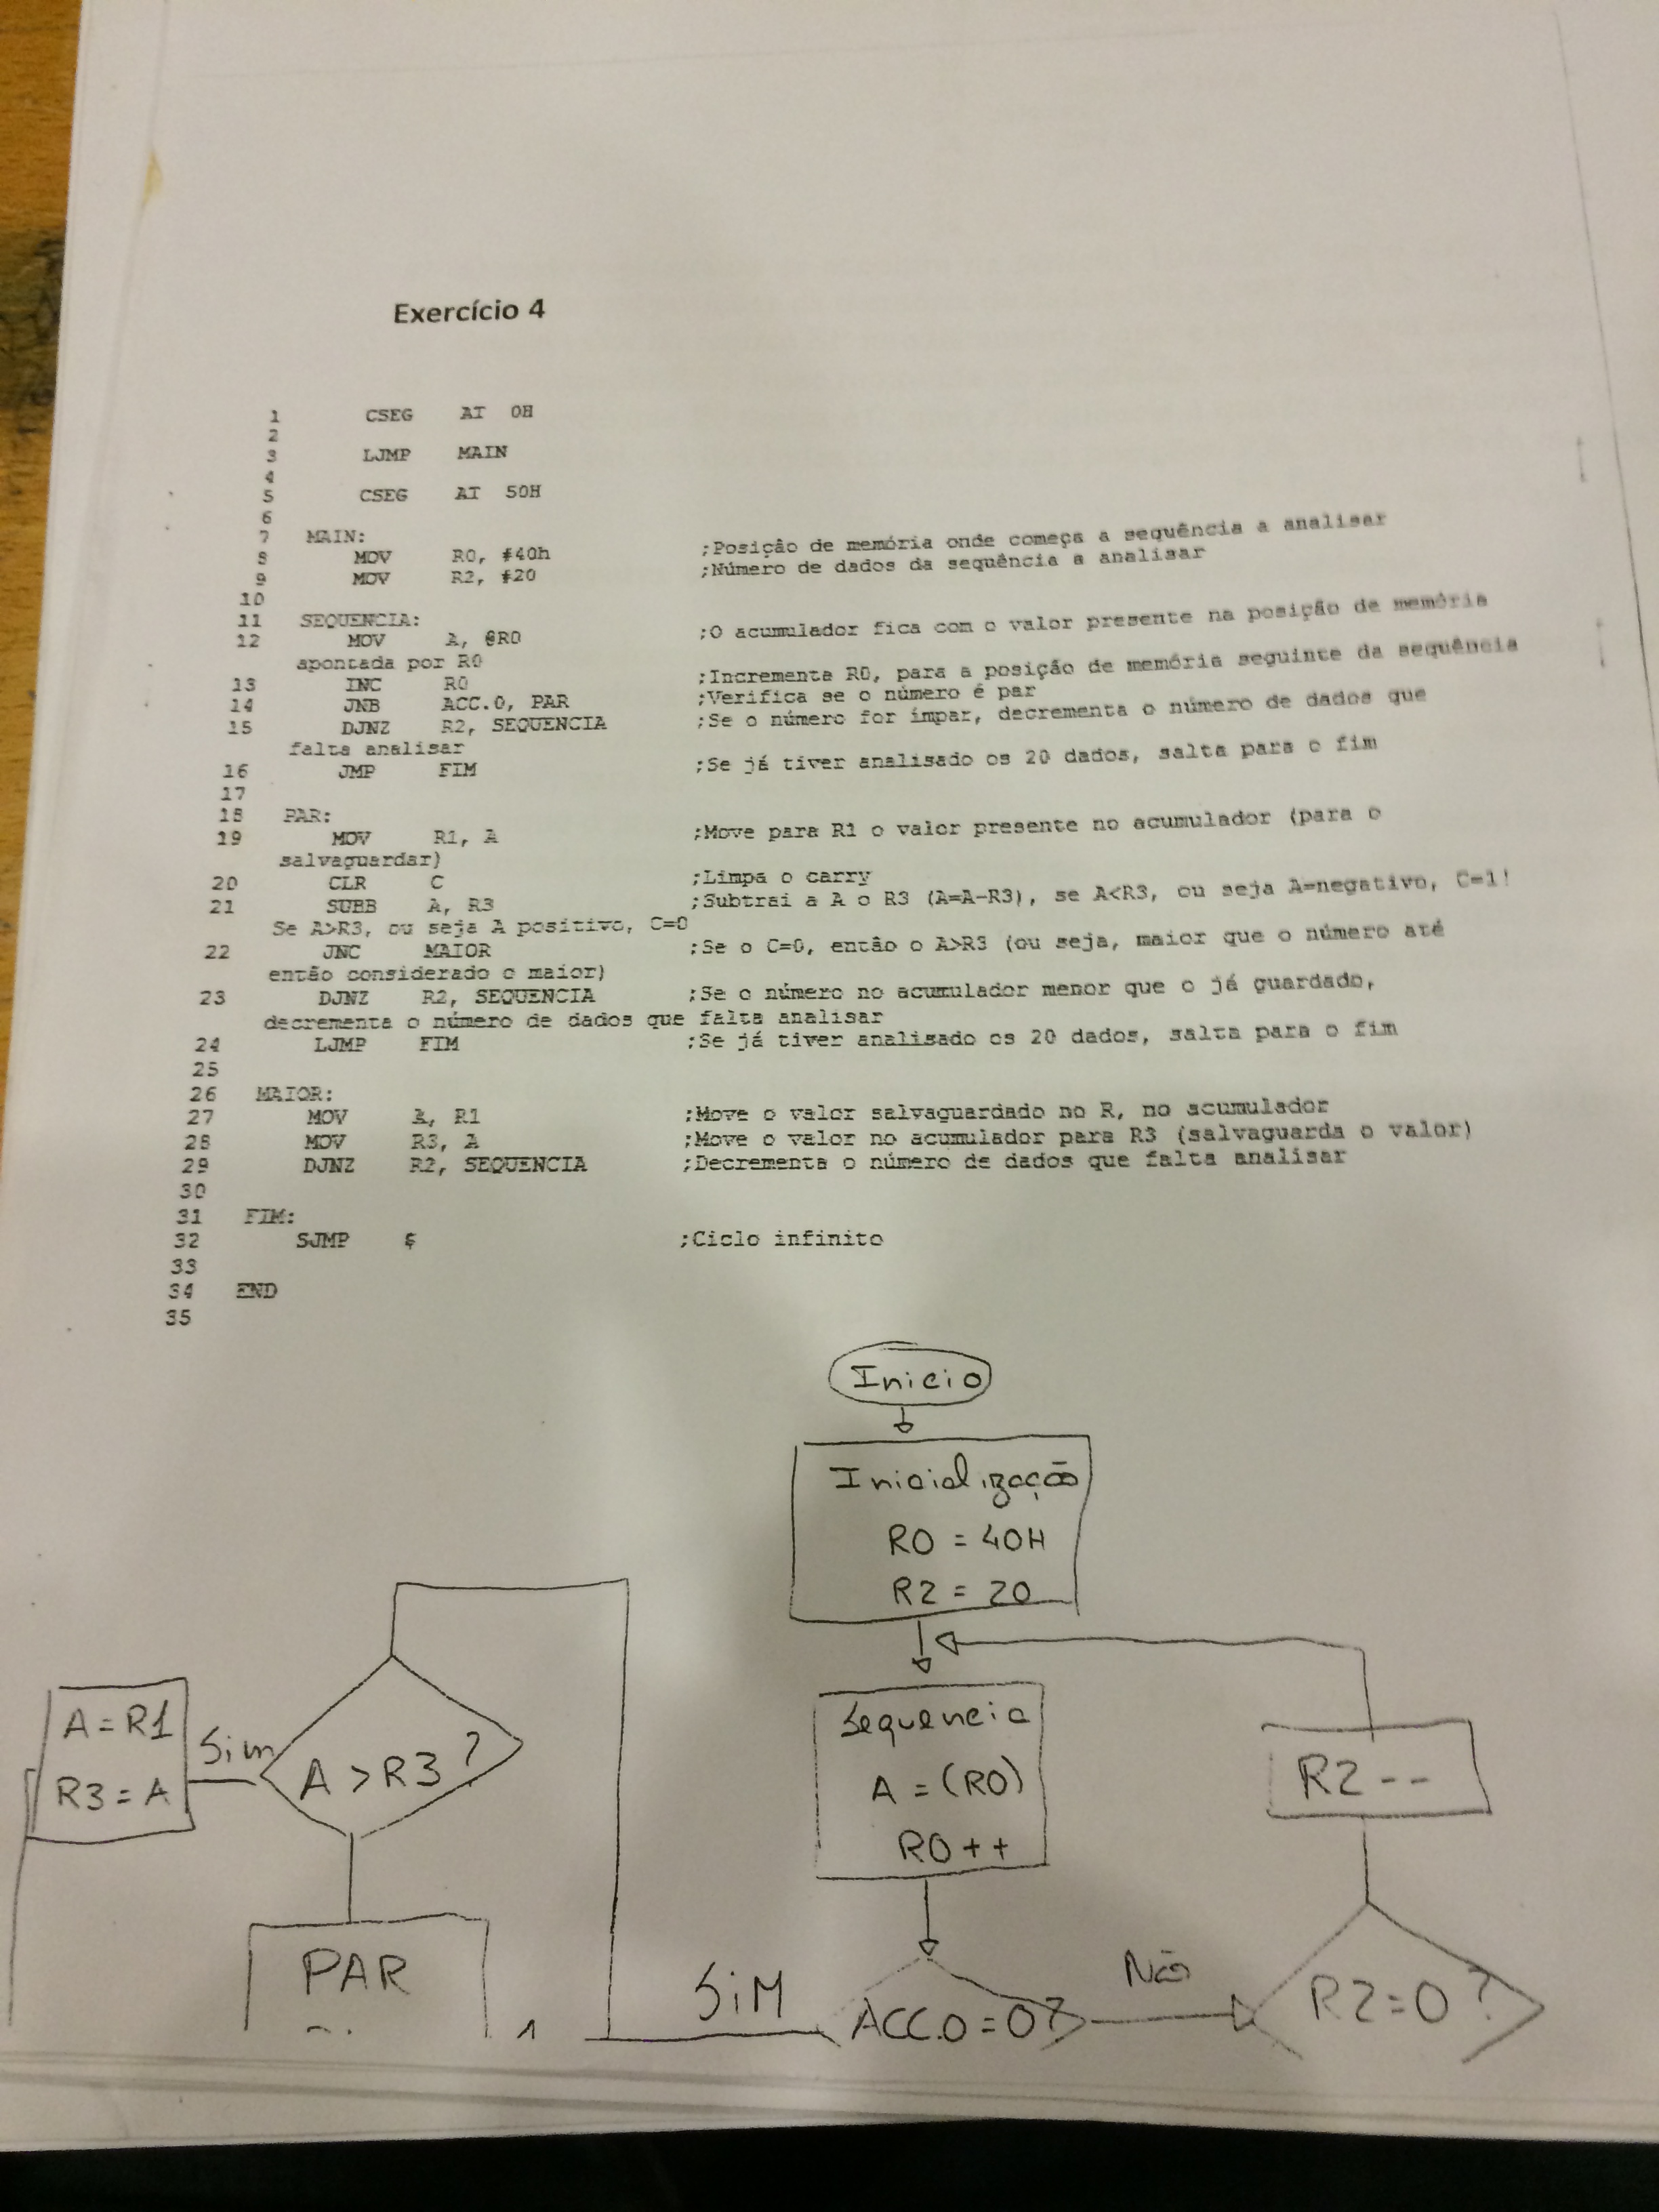 Exercício 4
1 CSEG AT 0H
2
3 LJMP MAIN
4
5 CSEG AT 50H
6
7 MAIN: ;Posição de memória onde começa a sequência a analisar
8 MOV R0, #40h ;Número de dados da sequência a analisar
9 MOV R2, #20
10
11 SEQUENCIA: ;O acumulador fica com o valor presente na posição de memória
12 MOV A, @R0
apontada por R0 ;Incrementa R0, para a posição de memória seguinte da sequência
13 INC R0 ;Verifica se o número é par
14 JNB ACC.0, PAR ;Se o número for ímpar, decrementa o número de dados que
15 DJNZ R2, SEQUENCIA
falta analisar ;Se já tiver analisado os 20 dados, salta para o fim
16 JMP FIM
17
18 PAR: ;Move para R1 o valor presente no acumulador (para o
19 MOV R1, A
salvaguardar) ;Limpa o carry
20 CLR C ;Subtrai a A o R3 (A=A-R3), se A<R3, ou seja A=negativo, C=1!
21 SUBB A, R3
Se A>R3, ou seja A positivo, C=0
22 JNC MAIOR ;Se o C=0, então o A>R3 (ou seja, maior que o número até
então considerado o maior)
23 DJNZ R2, SEQUENCIA ;Se o número no acumulador menor que o já guardado,
decrementa o número de dados que falta analisar
24 LJMP FIM ;Se já tiver analisado os 20 dados, salta para o fim
25
26 MAIOR:
27 MOV A, R1 ;Move o valor salvaguardado no R, no acumulador
28 MOV R3, A ;Move o valor no acumulador para R3 (salvaguarda o valor)
29 DJNZ R2, SEQUENCIA ;Decrementa o número de dados que falta analisar
30
31 FIM:
32 SJMP $ ;Ciclo infinito
33
34 END
35
Inicio
Inicialização
R0 = 40H
R2 = 20
Sequencia
A = (R0)
R0++
ACC.0 = 0?
Não
R2=0?
R2--
SiM
A > R3?
Sim
A = R1
R3 = A
PAR